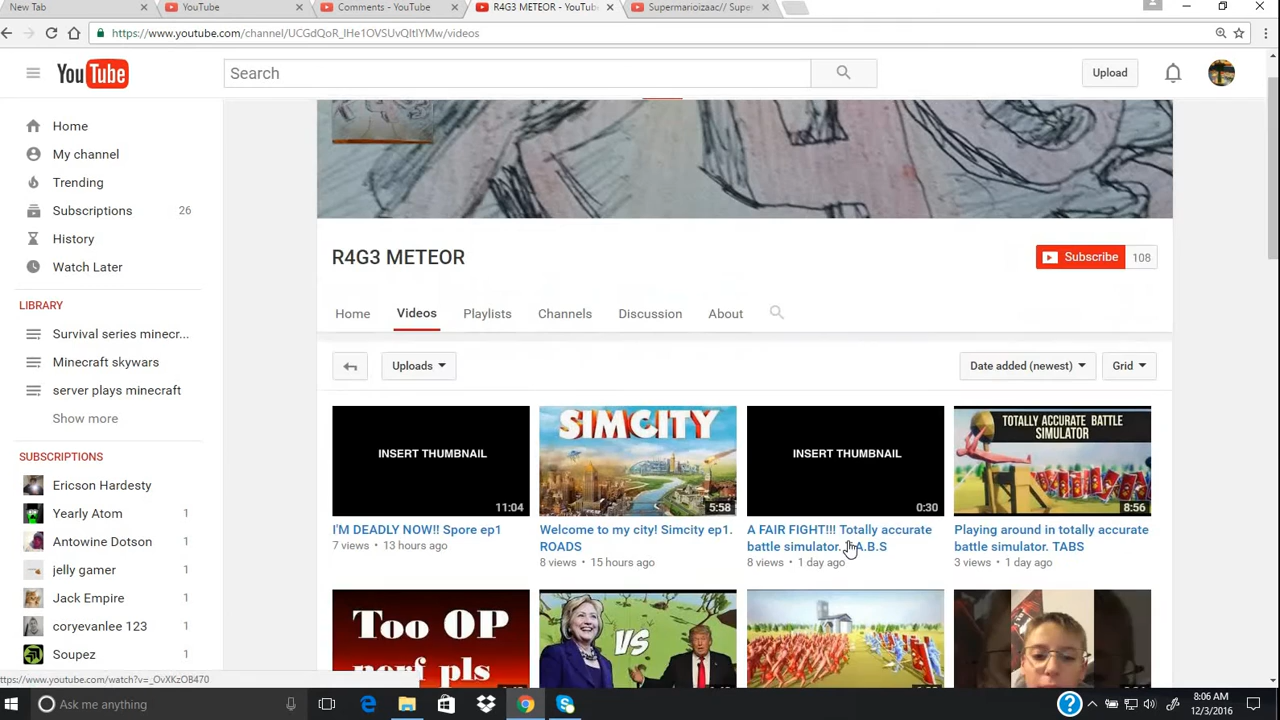 New Tab
YouTube
Comments - YouTube
R4G3 METEOR - YouTub
Supermarioizaac// Supe
https://www.youtube.com/channel/UCGdQoR_IHe1OVSUvQItIYMw/videos
YouTube
Search
Upload
Home
My channel
Trending
Subscriptions 26
History
Watch Later
LIBRARY
Survival series minecr...
Minecraft skywars
server plays minecraft
Show more
SUBSCRIPTIONS
Ericson Hardesty
Yearly Atom 1
Antowine Dotson 1
jelly gamer 1
Jack Empire 1
coryevanlee 123 1
Soupez 1
R4G3 METEOR
Subscribe 108
Home Videos Playlists Channels Discussion About
Uploads
Date added (newest) Grid
INSERT THUMBNAIL
11:04
I'M DEADLY NOW!! Spore ep1
7 views • 13 hours ago
SIMCITY
5:58
Welcome to my city! Simcity ep1.
ROADS
8 views • 15 hours ago
INSERT THUMBNAIL
0:30
A FAIR FIGHT!!! Totally accurate
battle simulator. A.B.S
8 views • 1 day ago
TOTALLY ACCURATE BATTLE
SIMULATOR
8:56
Playing around in totally accurate
battle simulator. TABS
3 views • 1 day ago
Too OP
nerf pls
VS
ttps://www.youtube.com/watch?v=_OvXKzOB470
Ask me anything
8:06 AM
12/3/2016